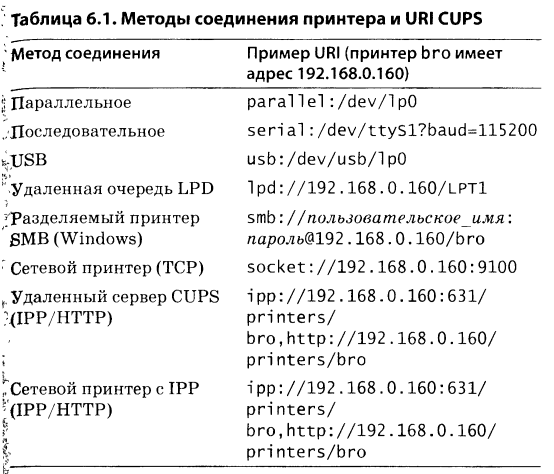 Таблица 6.1. Методы соединения принтера и URI CUPS
Метод соединения
Пример URI (принтер bro имеет
адрес 192.168.0.160)
Параллельное
parallel:/dev/lp0
Последовательное
serial:/dev/ttyS1?baud=115200
USB
usb:/dev/usb/lp0
Удаленная очередь LPD
lpd://192.168.0.160/LPT1
Разделяемый принтер
SMB (Windows)
smb://пользовательское_имя:
пароль@192.168.0.160/bro
Сетевой принтер (TCP)
socket://192.168.0.160:9100
Удаленный сервер CUPS
(IPP/HTTP)
ipp://192.168.0.160:631/
printers/
bro,http://192.168.0.160/
printers/bro
Сетевой принтер с IPP
(IPP/HTTP)
ipp://192.168.0.160:631/
printers/
bro,http://192.168.0.160/
printers/bro